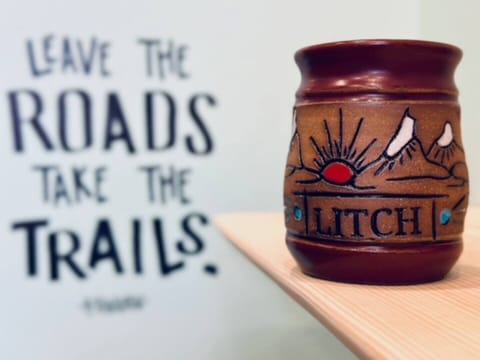 LEAVE THE
ROADS
TAKE THE
TRAILS.
LITCH